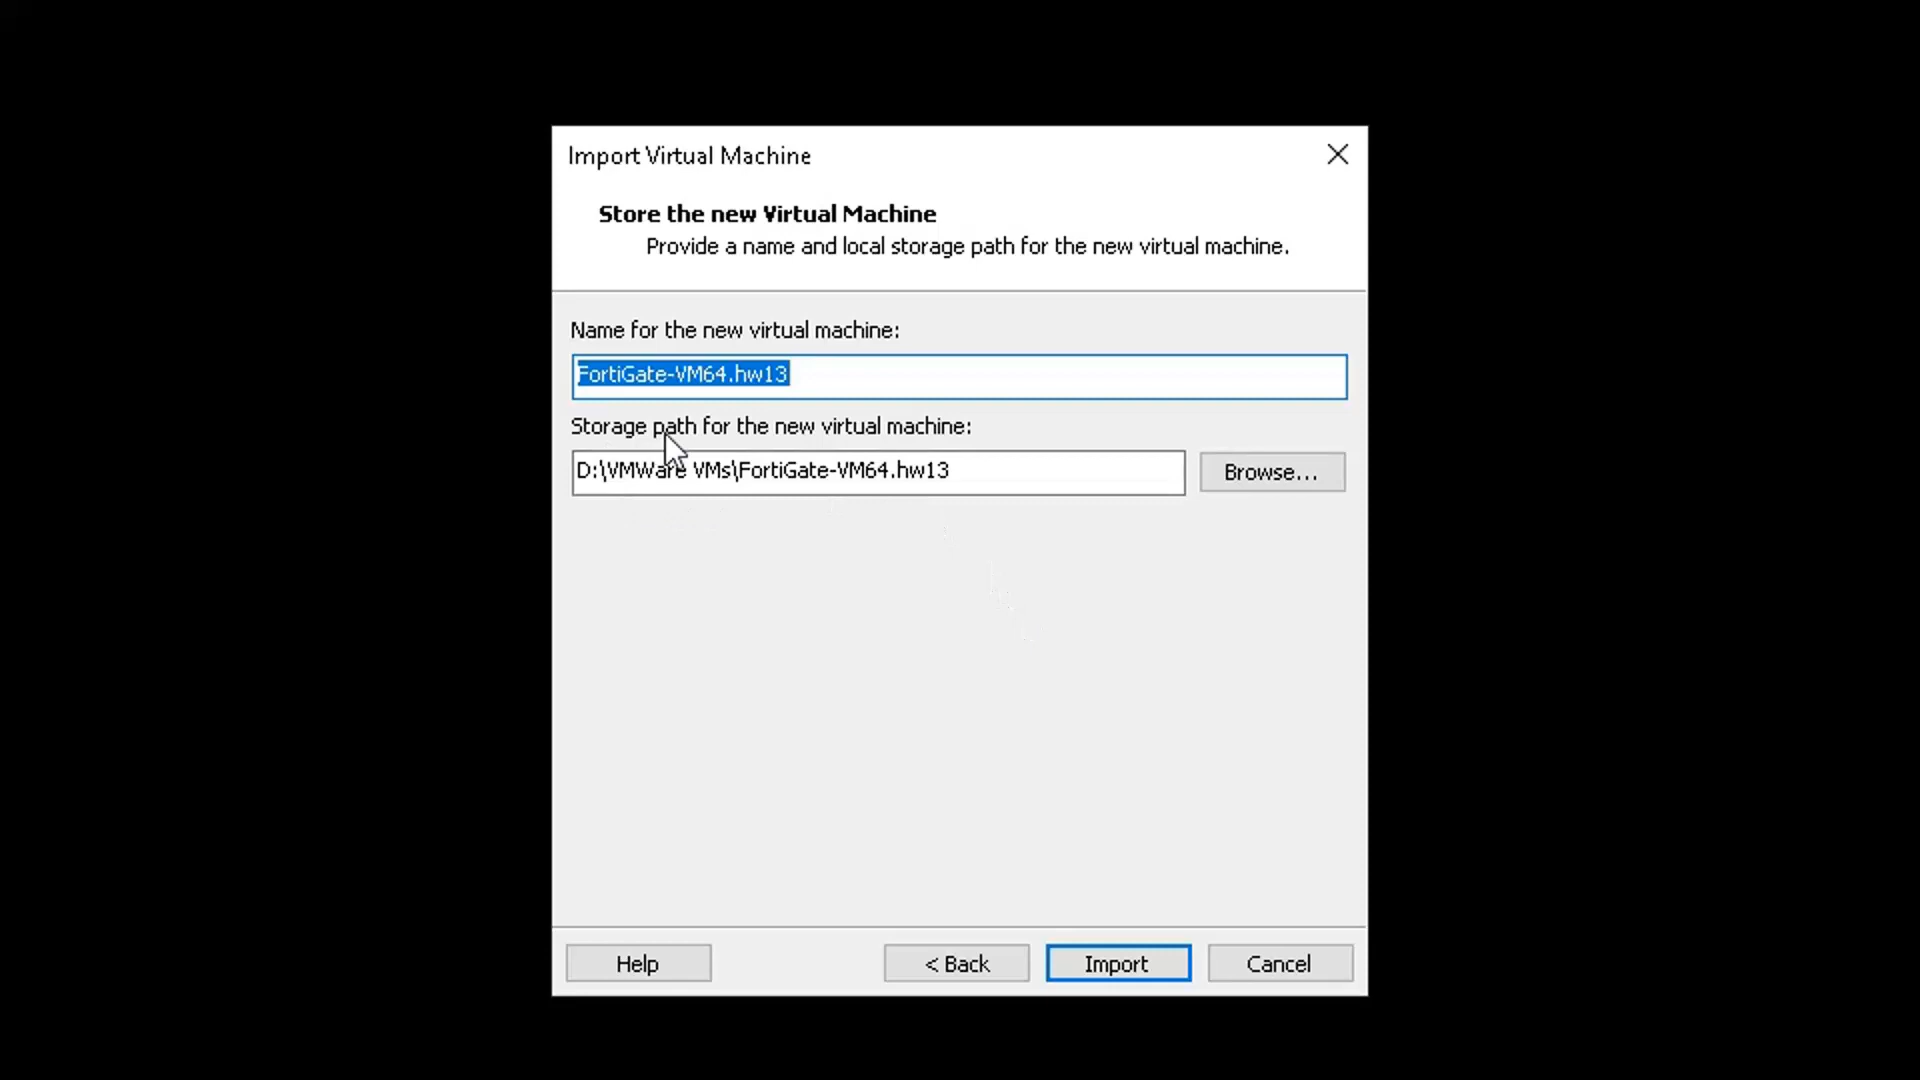 Import Virtual Machine
Store the new Virtual Machine
Provide a name and local storage path for the new virtual machine.
Name for the new virtual machine:
FortiGate-VM64.hw13
Storage path for the new virtual machine:
D:\VMWare VMs\FortiGate-VM64.hw13
Browse...
Help
< Back
Import
Cancel